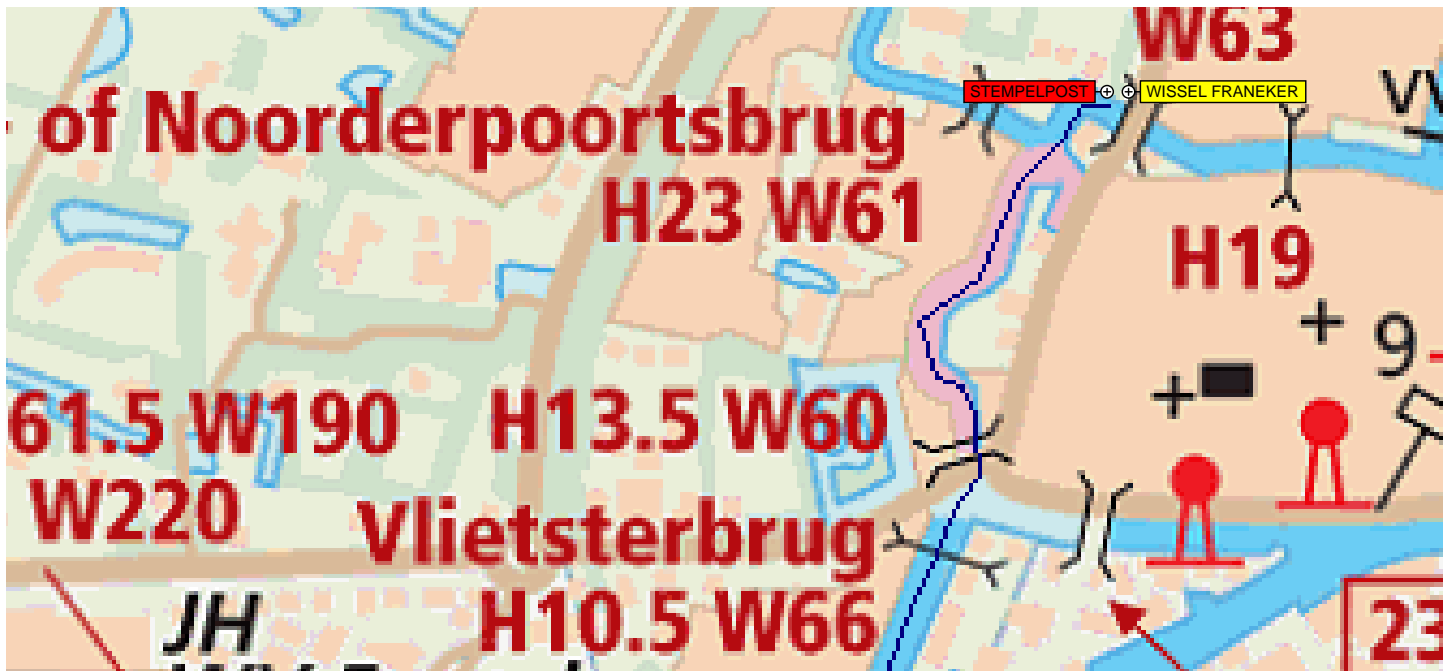 W63
STEMPELPOST
WISSEL FRANEKER
of Noorderpoortsbrug
H23 W61
H19
9
61.5 W190
H13.5 W60
W220
Vlietsterbrug
JH
H10.5 W66
23